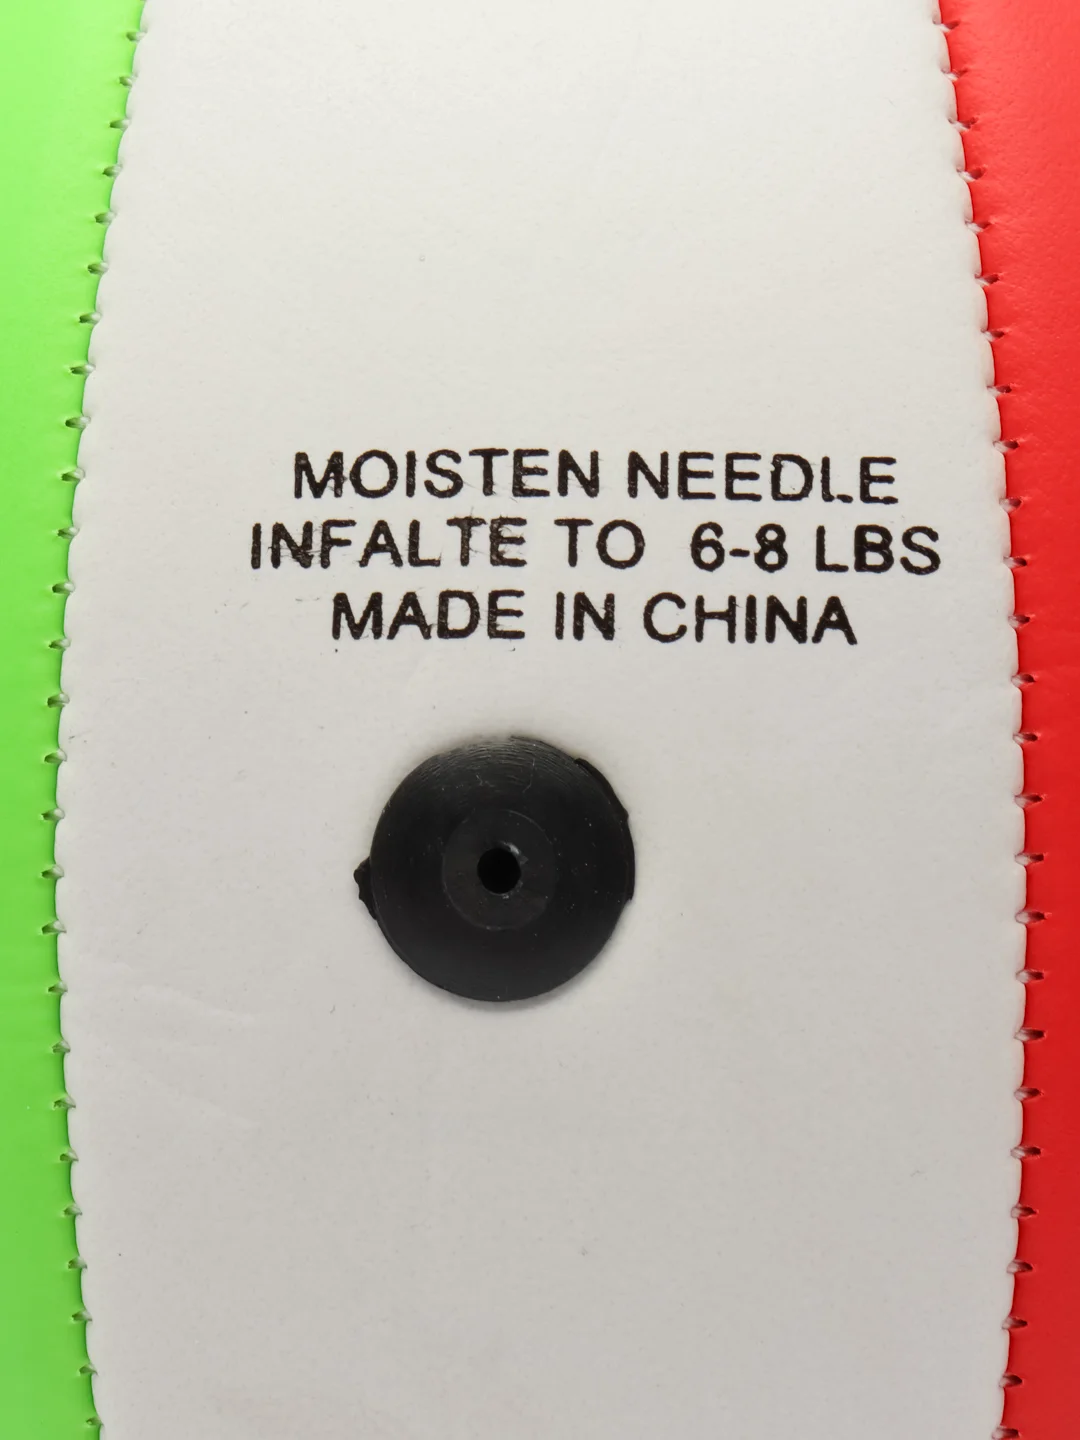 MOISTEN NEEDLE
INFALTE TO 6-8 LBS
MADE IN CHINA